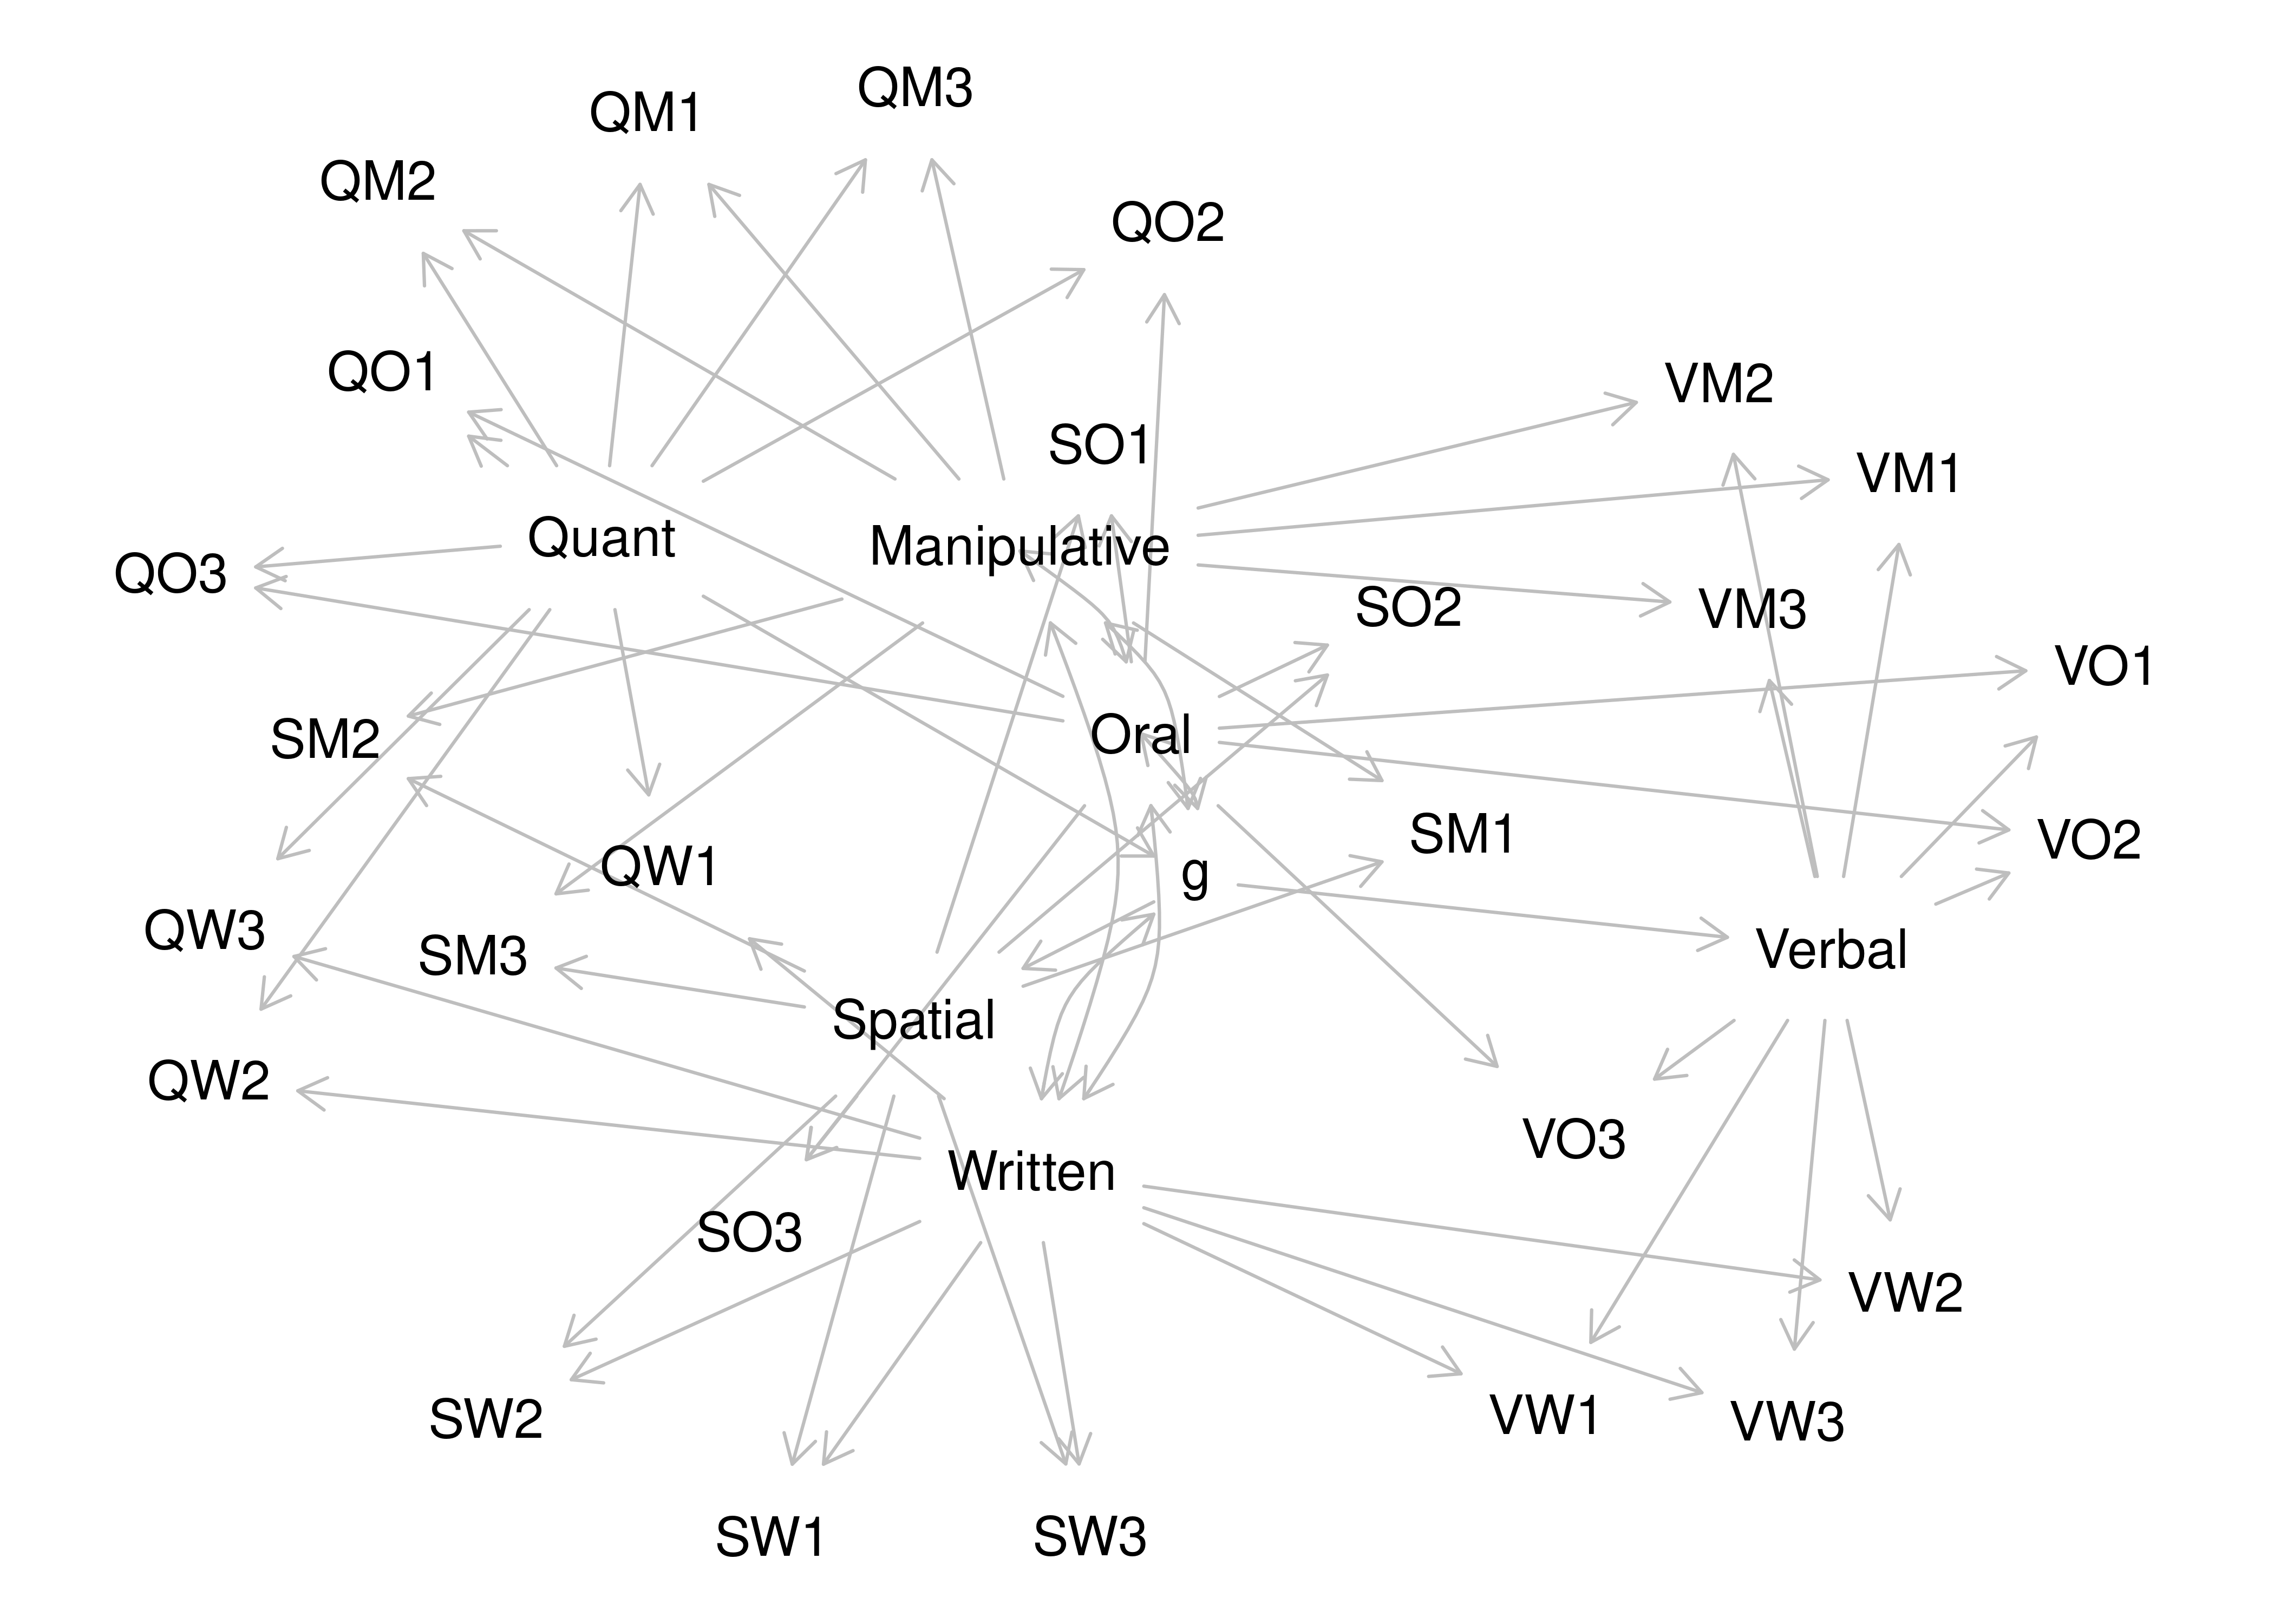 QM3
QM1
QM2
QO2
QO1
VM2
SO1
VM1
Quant
Manipulative
QO3
SO2
VM3
VO1
Oral
SM2
SM1
VO2
QW1
g
QW3
Verbal
SM3
Spatial
QW2
VO3
Written
SO3
VW2
VW1
SW2
VW3
SW1
SW3